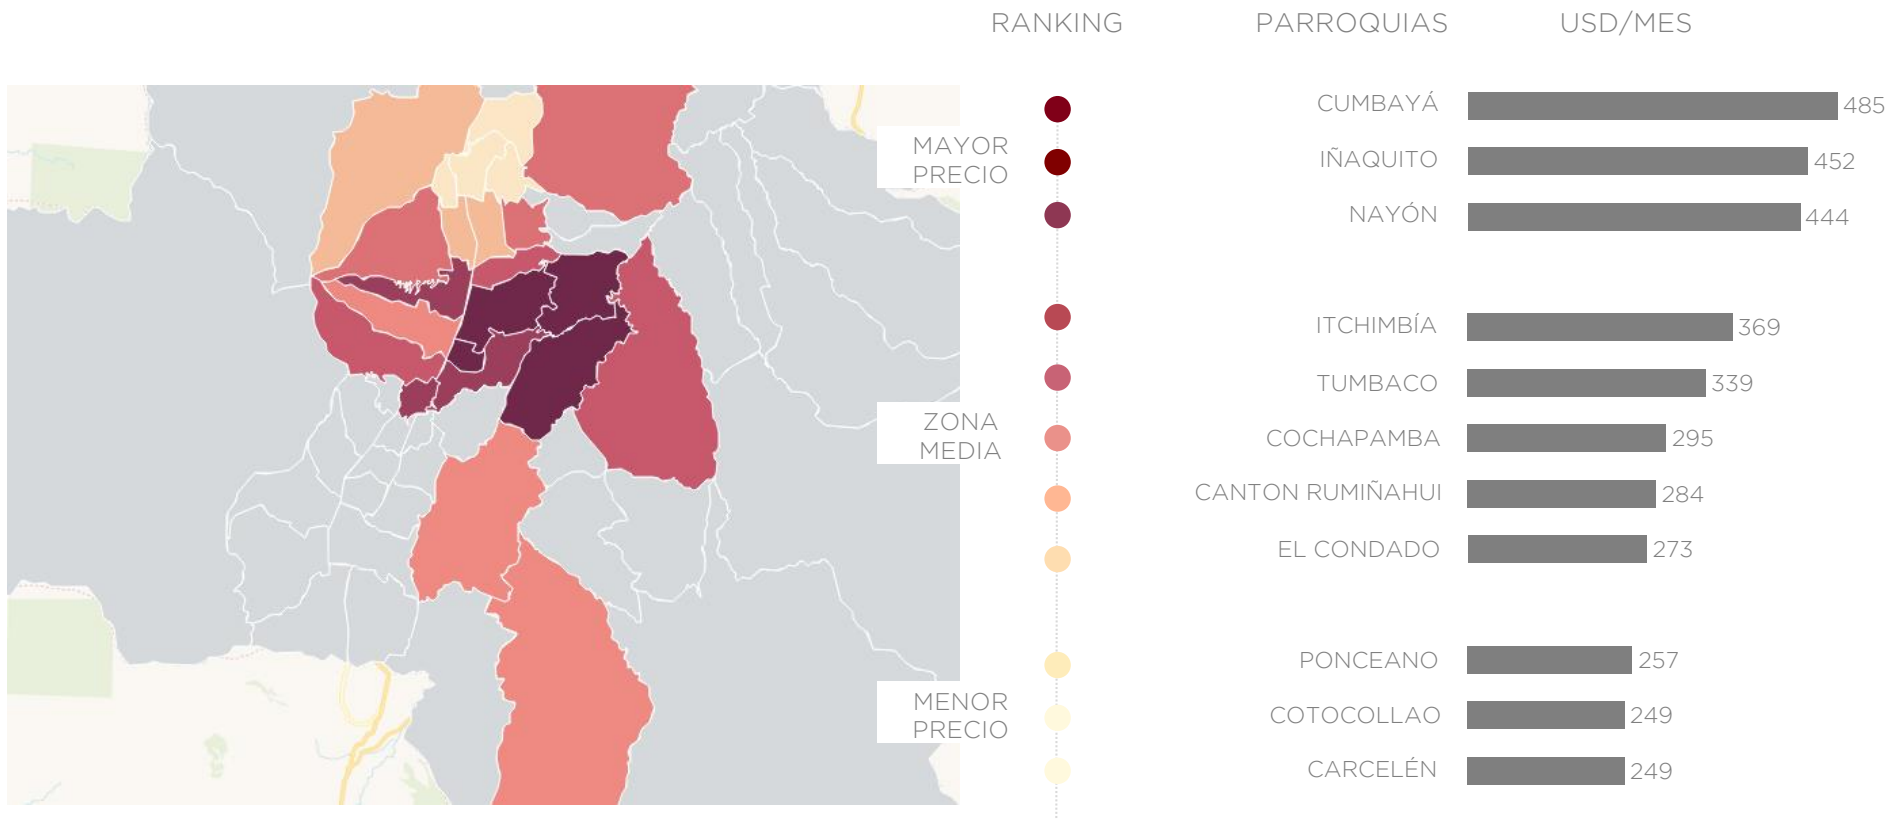 RANKING PARROQUIAS USD/MES
MAYOR
PRECIO
CUMBAYÁ 485
IÑAQUITO 452
NAYÓN 444
ZONA
MEDIA
ITCHIMBÍA 369
TUMBACO 339
COCHAPAMBA 295
CANTON RUMIÑAHUI 284
EL CONDADO 273
MENOR
PRECIO
PONCEANO 257
COTOCOLLAO 249
CARCELÉN 249